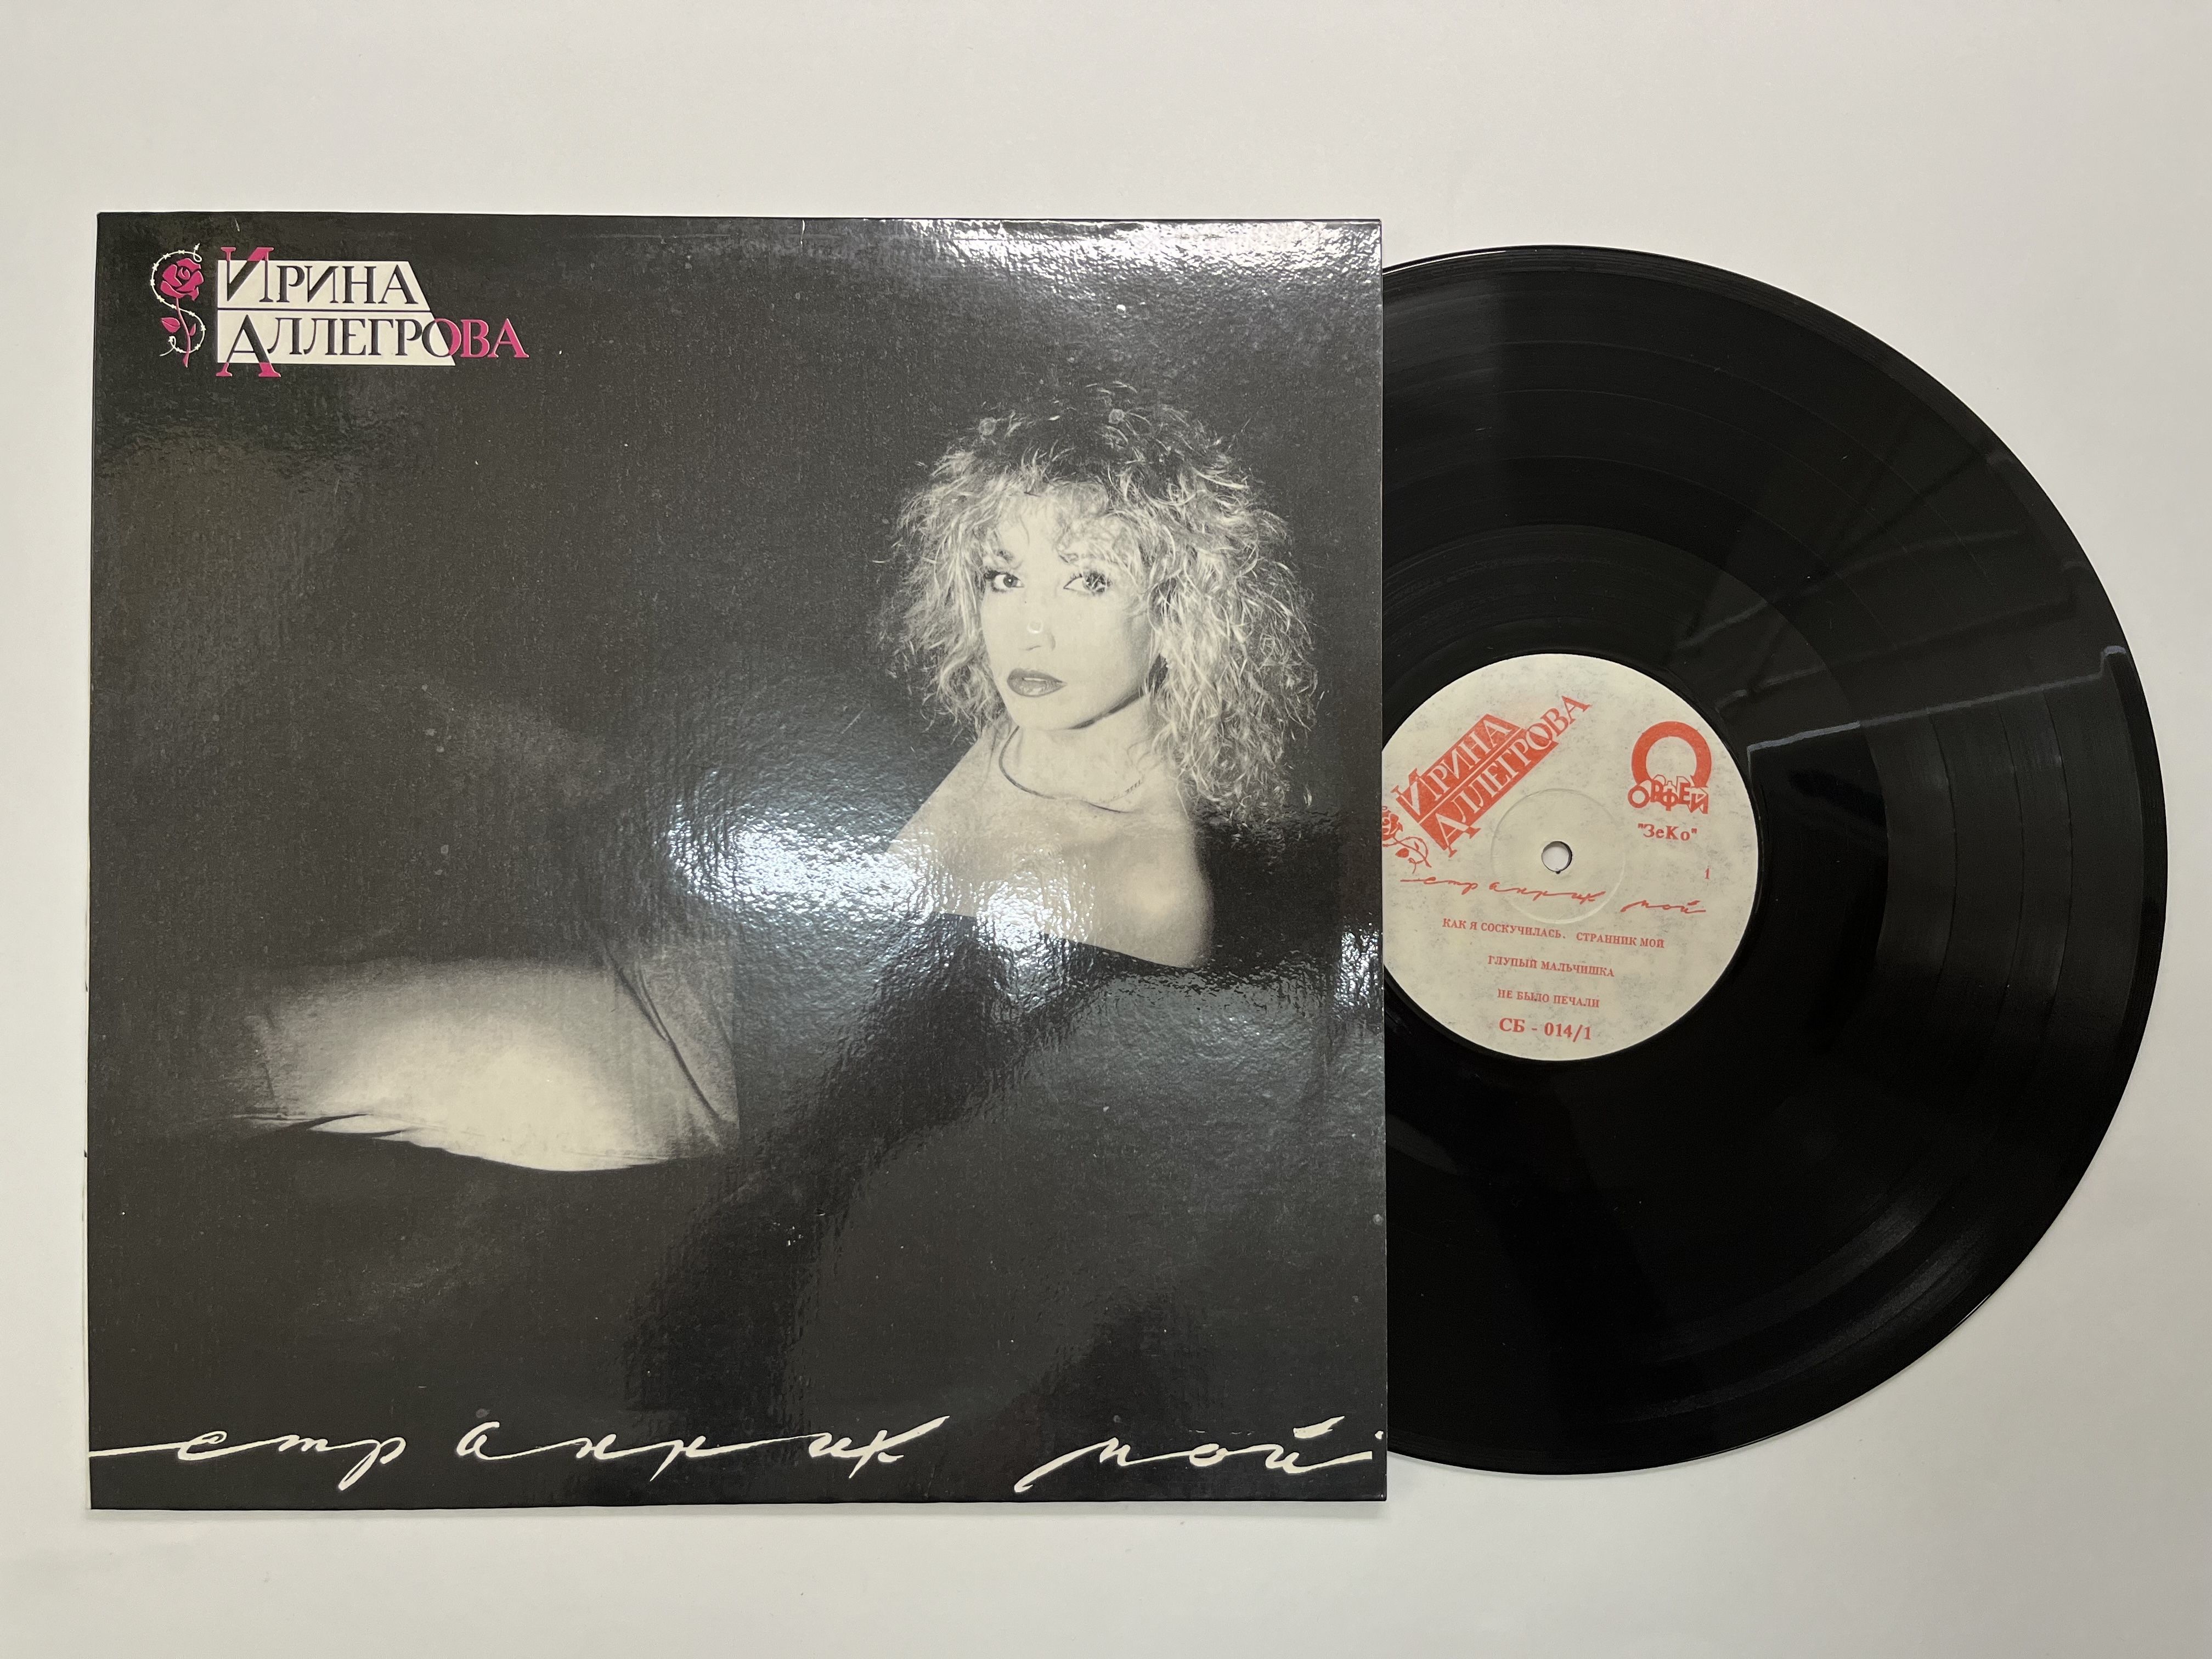 ИРИНА
АЛЛЕГРОВА
странник мой
ИРИНА
АЛЛЕГРОВА
ОРФЕЙ
"ЗеКо"
1
странник мой
КАК Я СОСКУЧИЛАСЬ. СТРАННИК МОЙ
ГЛУПЫЙ МАЛЬЧИШКА
НЕ БЫЛО ПЕЧАЛИ
СБ - 014/1